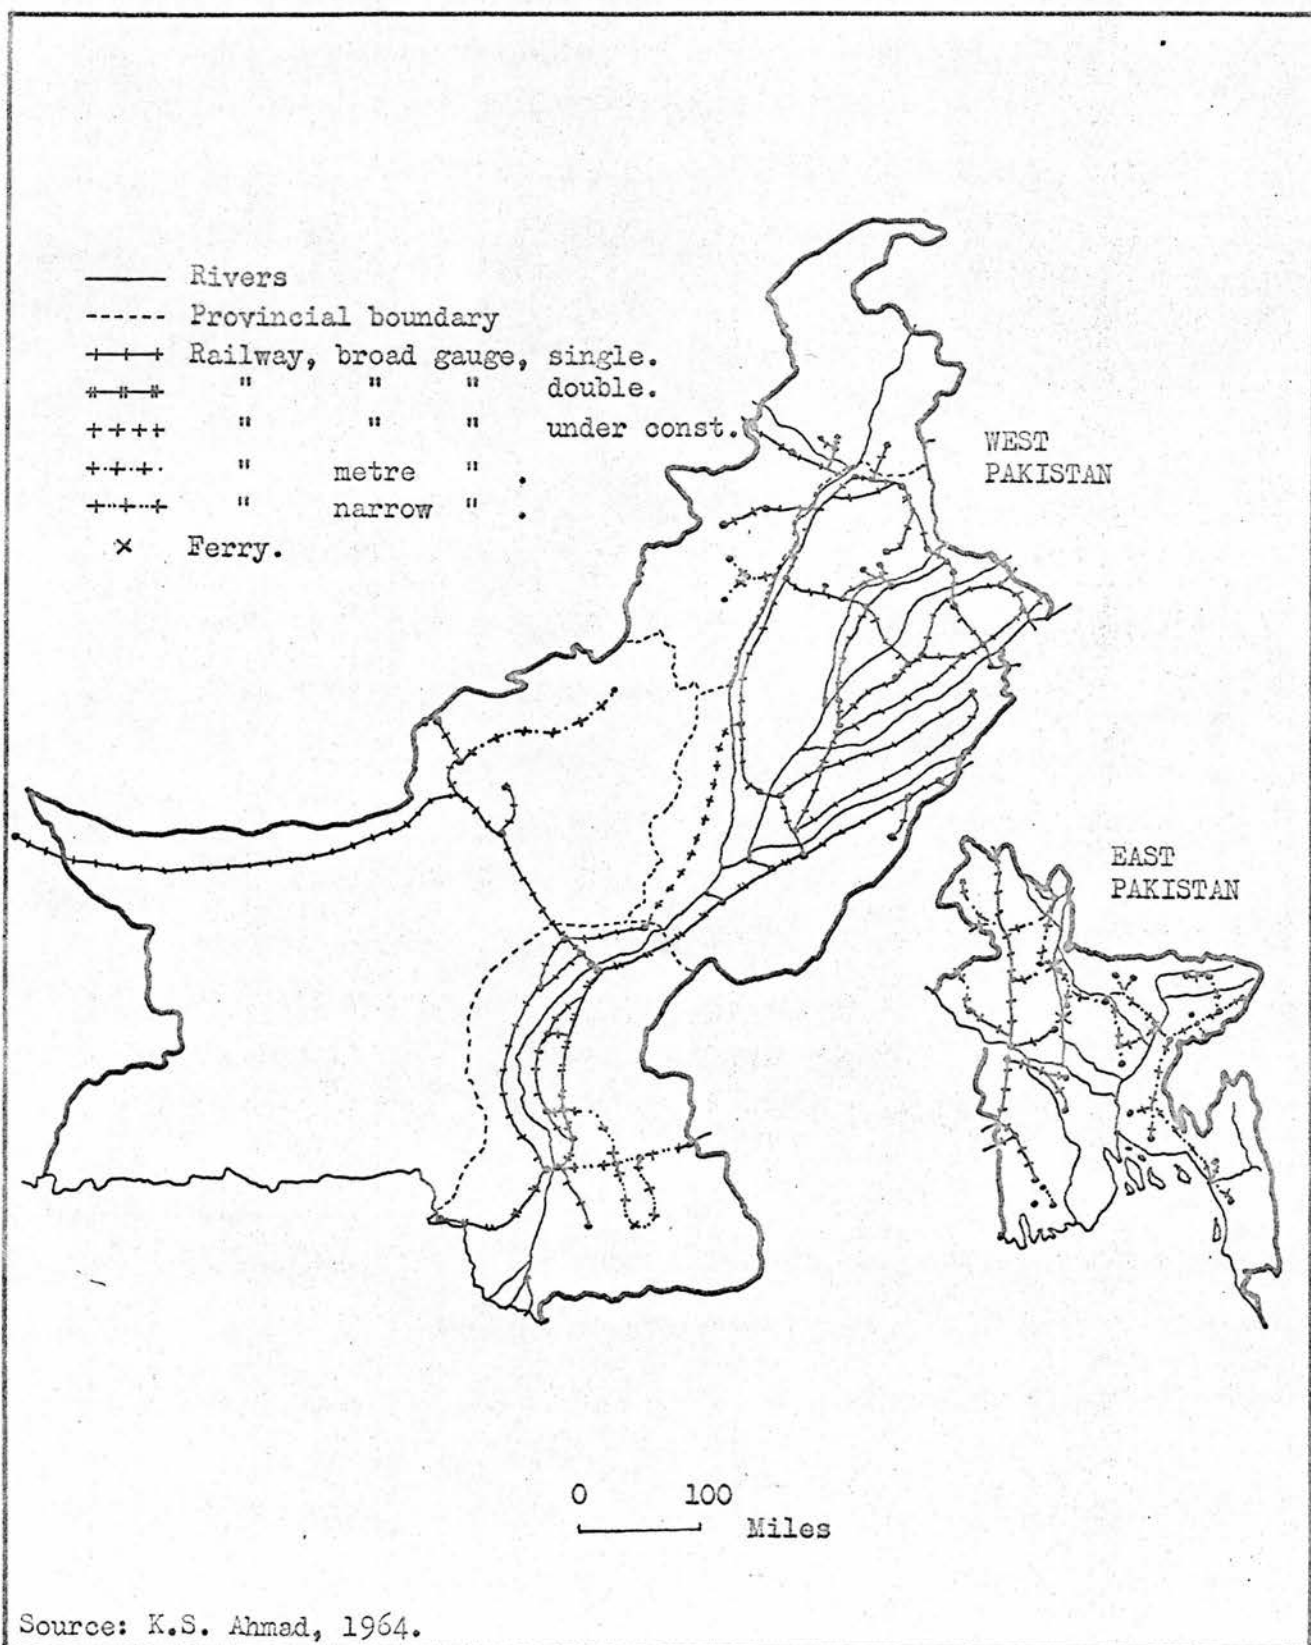 Rivers
Provincial boundary
Railway, broad gauge, single.
" " " double.
" " " under const.
" metre " .
" narrow " .
Ferry.
WEST
PAKISTAN
EAST
PAKISTAN
0 100
Miles
Source: K.S. Ahmad, 1964.